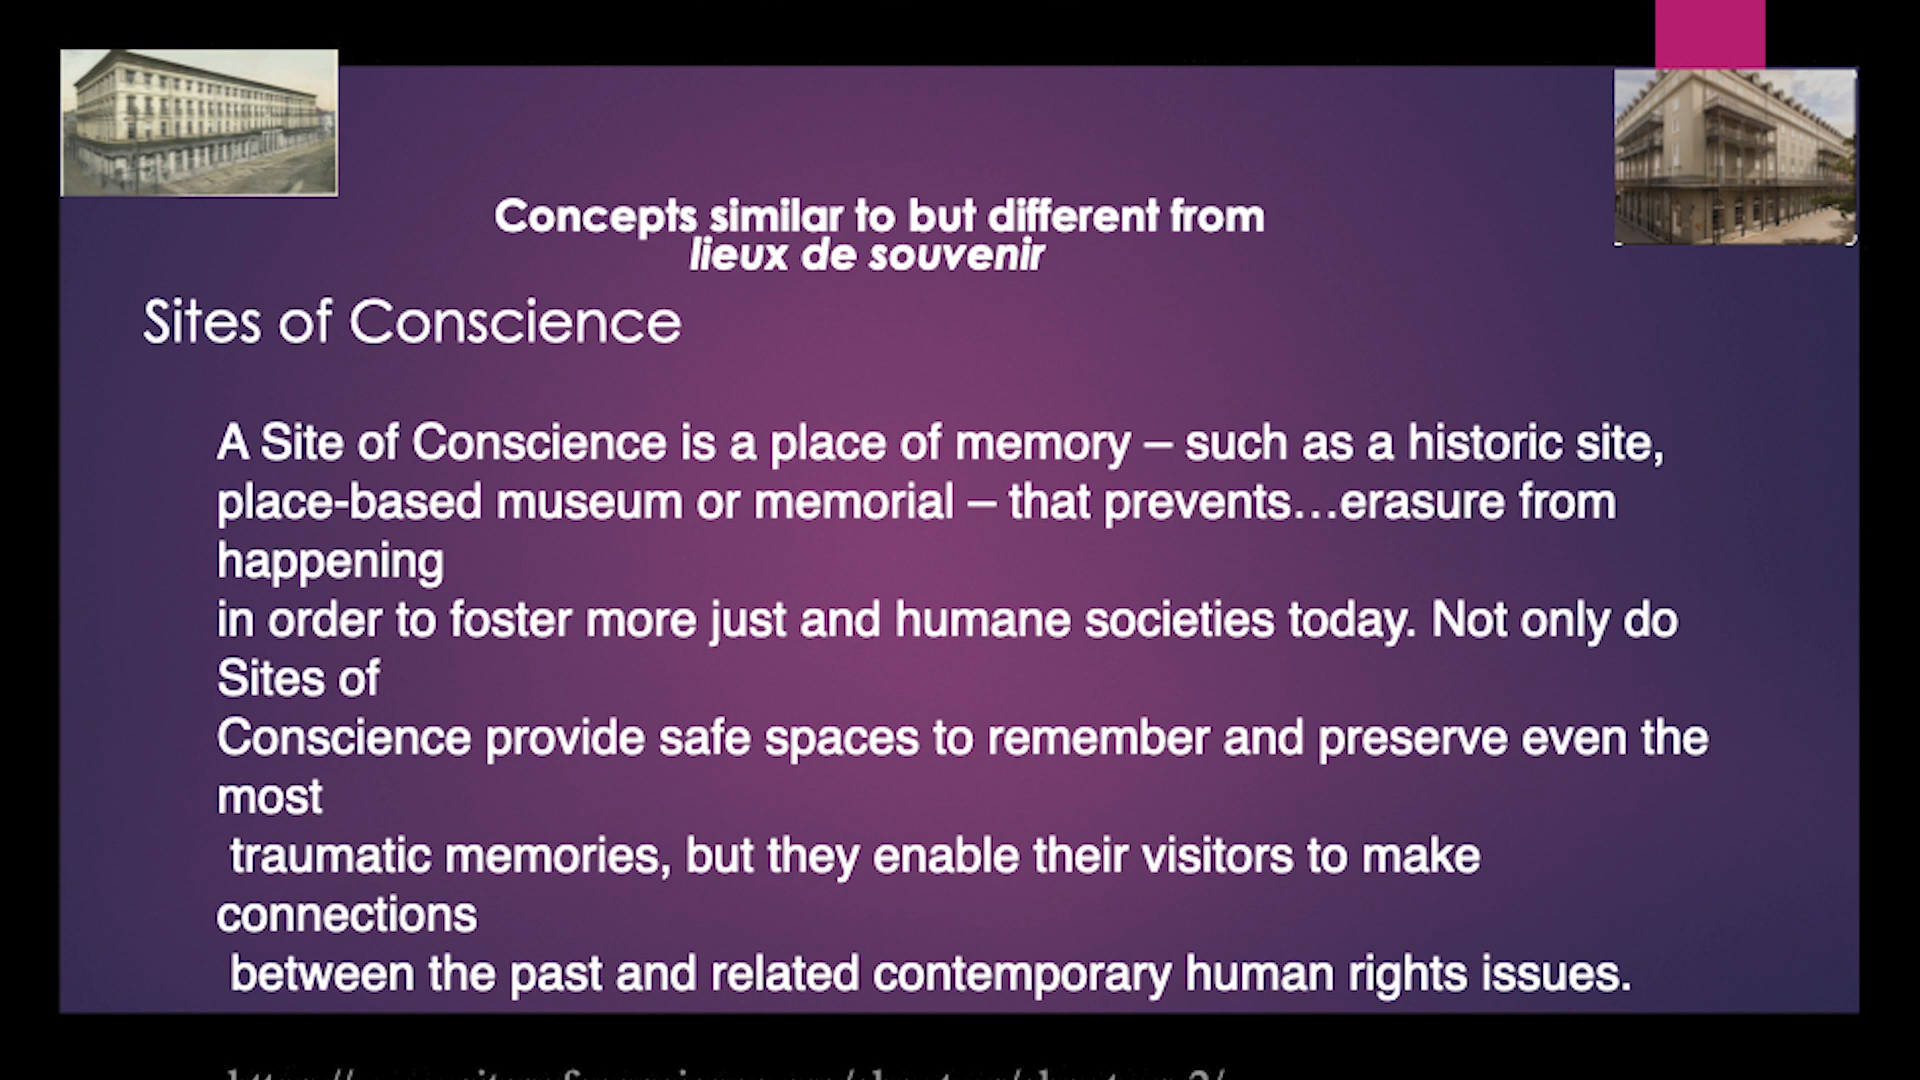 Concepts similar to but different from
lieux de souvenir
Sites of Conscience
A Site of Conscience is a place of memory – such as a historic site,
place-based museum or memorial – that prevents…erasure from
happening
in order to foster more just and humane societies today. Not only do
Sites of
Conscience provide safe spaces to remember and preserve even the
most
traumatic memories, but they enable their visitors to make
connections
between the past and related contemporary human rights issues.